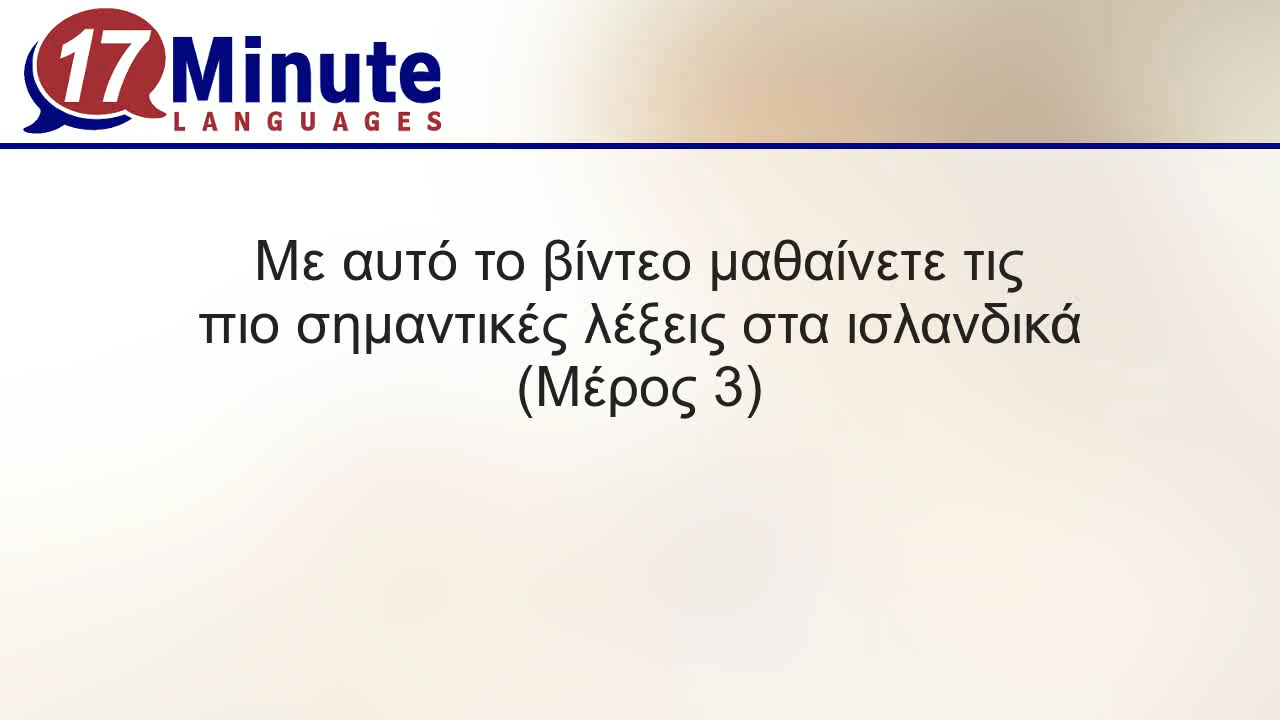 17 Minute
LANGUAGES
Με αυτό το βίντεο μαθαίνετε τις
πιο σημαντικές λέξεις στα ισλανδικά
(Μέρος 3)